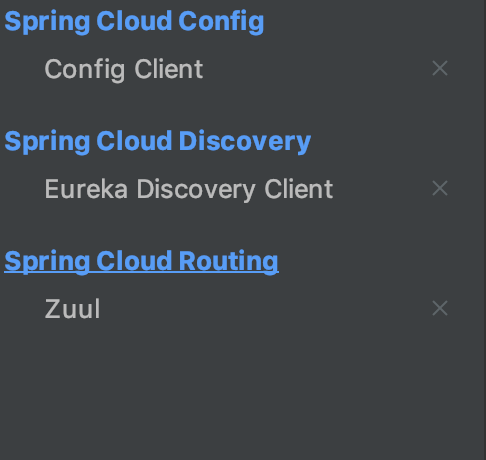 Spring Cloud Config
Config Client
Spring Cloud Discovery
Eureka Discovery Client
Spring Cloud Routing
Zuul